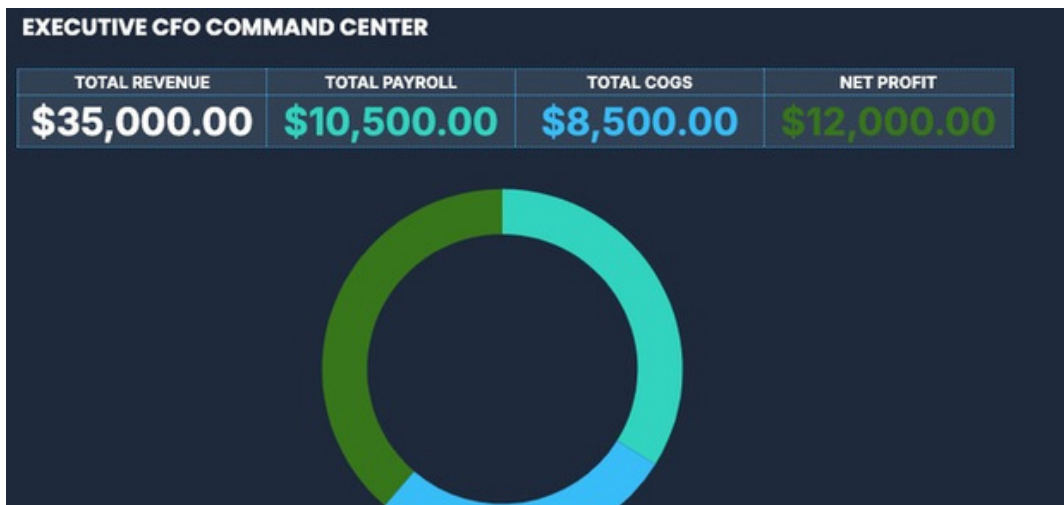 EXECUTIVE CFO COMMAND CENTER
TOTAL REVENUE TOTAL PAYROLL TOTAL COGS NET PROFIT
$35,000.00 $10,500.00 $8,500.00 $12,000.00